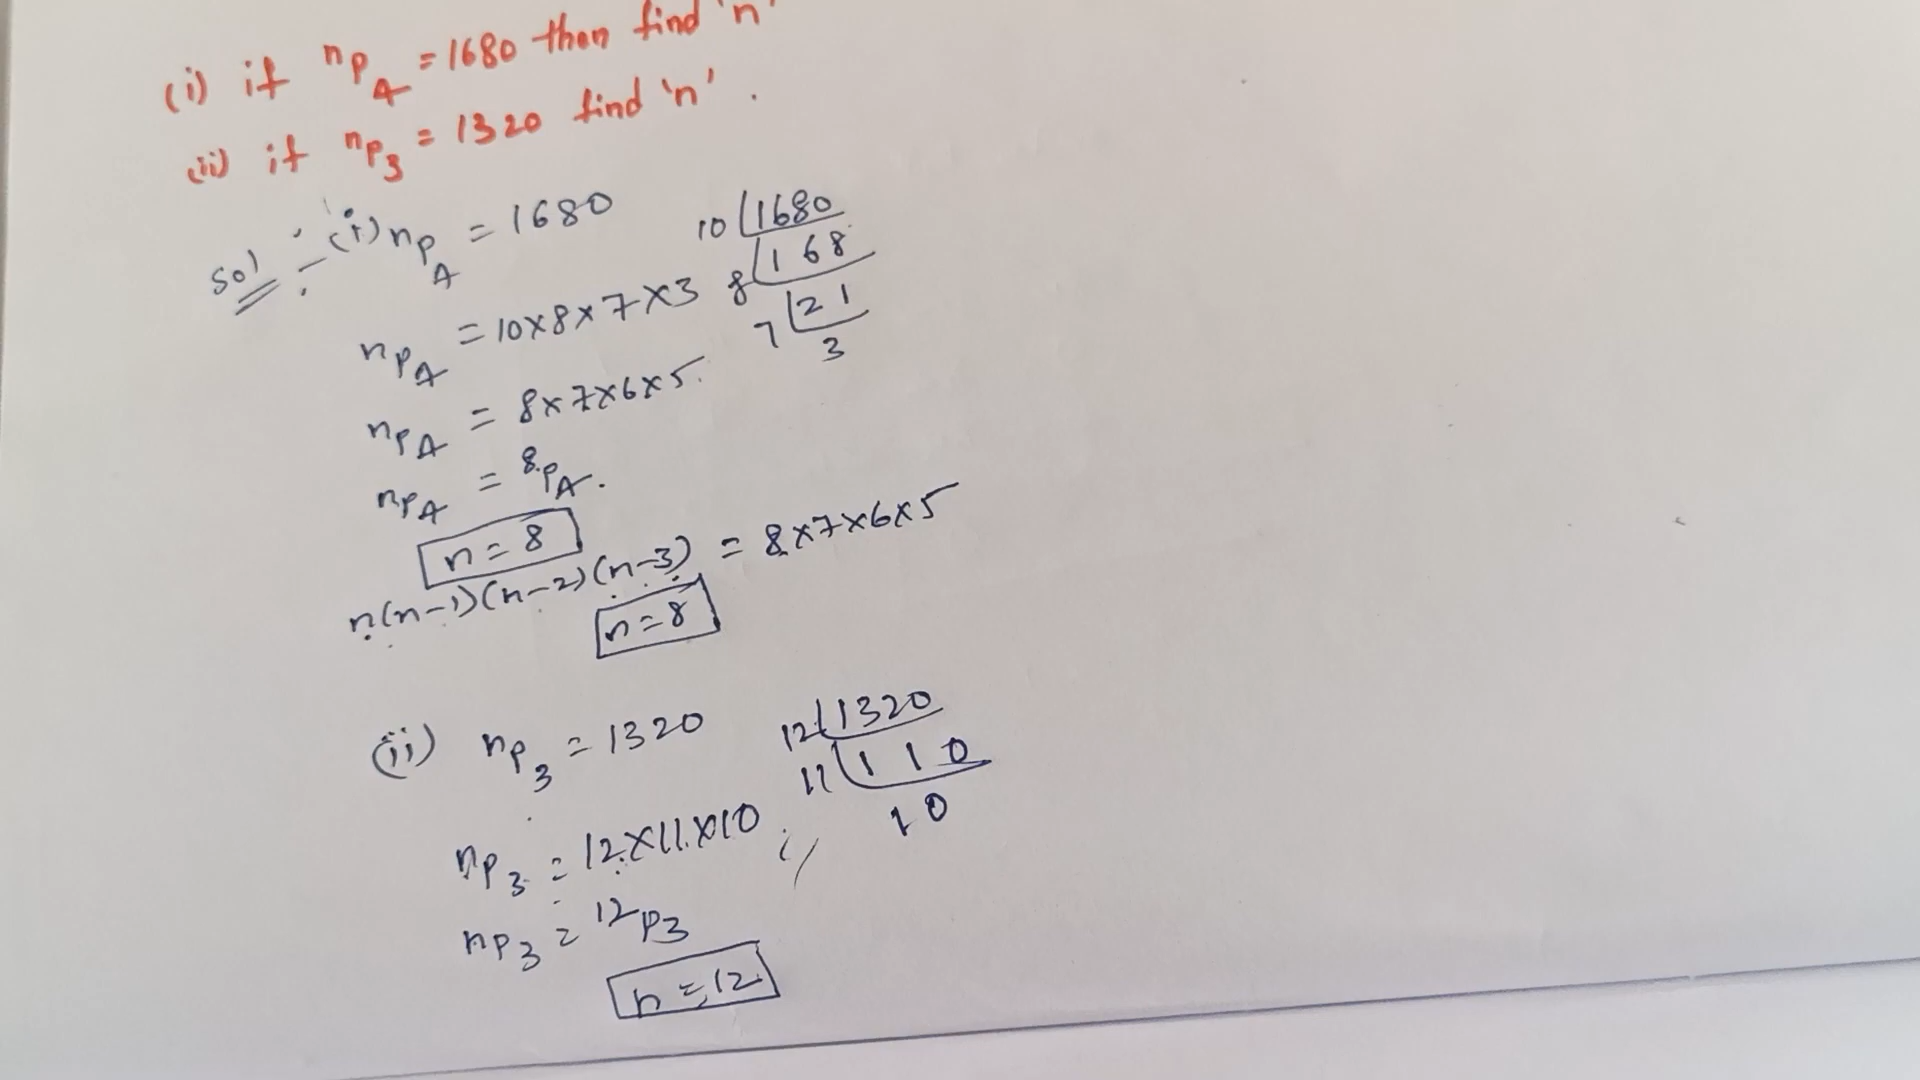 (i) if ⁿP₄ = 1680 then find 'n'
(ii) if ⁿP₃ = 1320 find 'n'.
Sol :- (i) ⁿP₄ = 1680
10 | 1680
8 | 168
7 | 21
3
ⁿP₄ = 10×8×7×3
ⁿP₄ = 8×7×6×5.
ⁿP₄ = ⁸P₄.
n = 8
n(n-1)(n-2)(n-3) = 8×7×6×5
n = 8
(ii) ⁿP₃ = 1320
12 | 1320
11 | 110
10
ⁿP₃ = 12×11×10
ⁿP₃ = ¹²P₃
n = 12